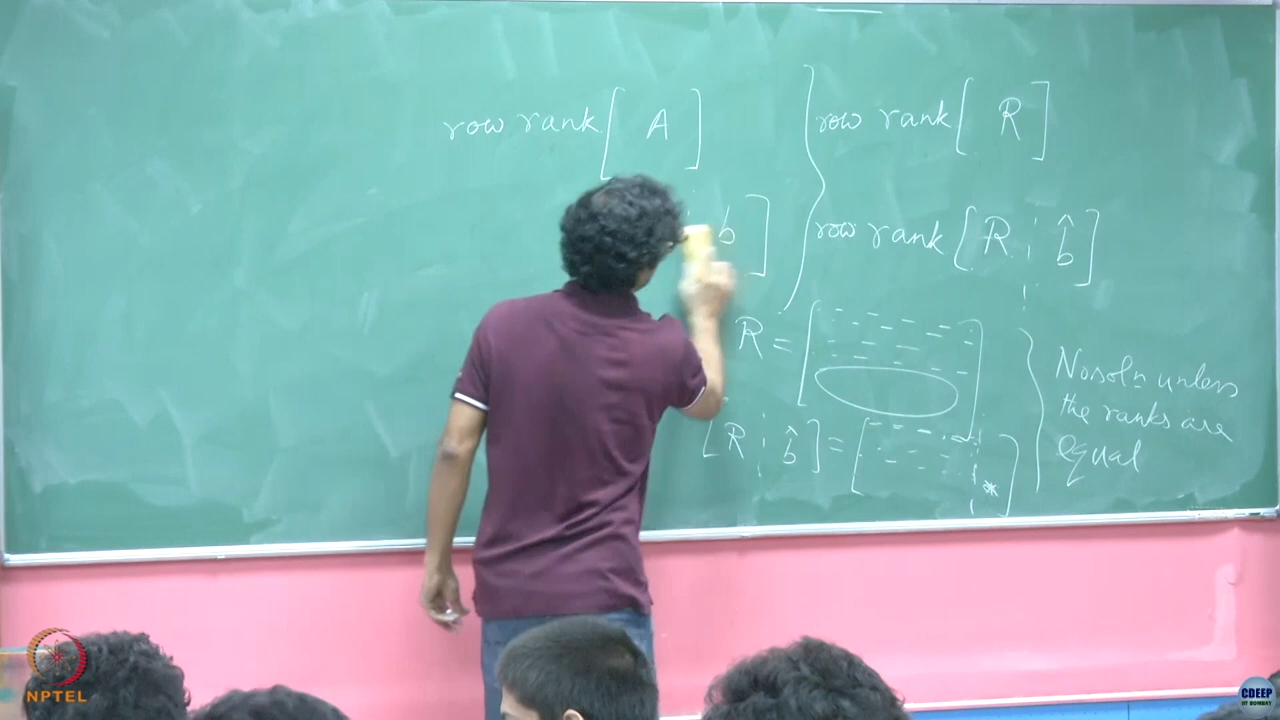 row rank [ A ]
b ]
row rank [ R ]
row rank [ R ¦ b̂ ]
R =
[ R ¦ b̂ ] = [ * ]
No soln unless
the ranks are
equal
NPTEL
CDEEP
IIT BOMBAY